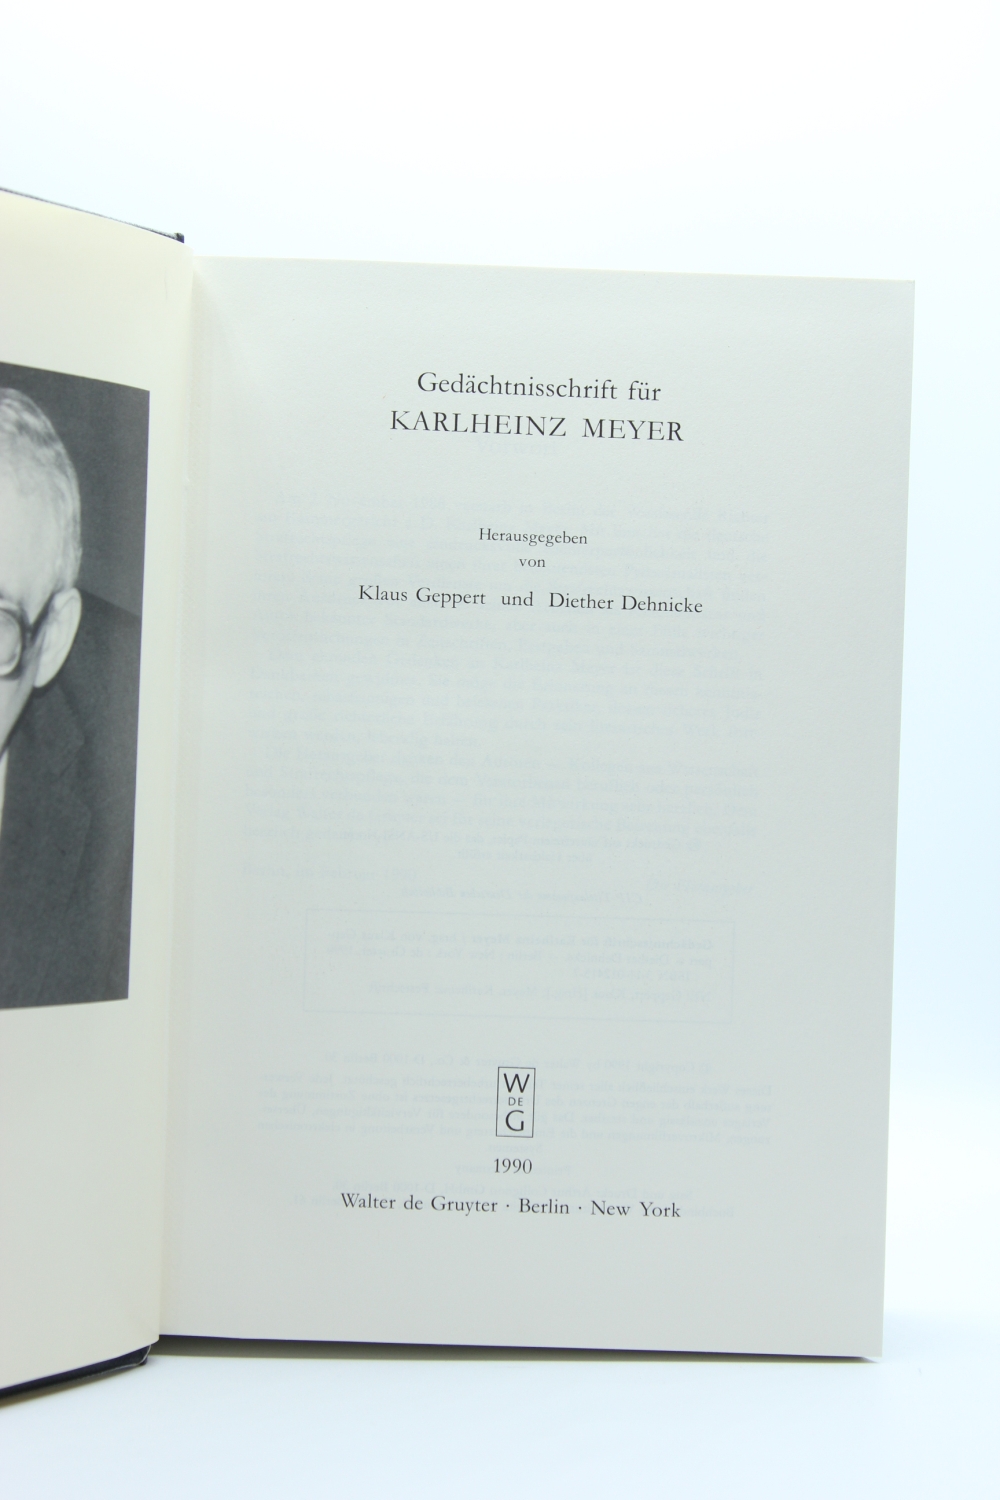 Gedächtnisschrift für
KARLHEINZ MEYER
Herausgegeben
von
Klaus Geppert und Diether Dehnicke
W
DE
G
1990
Walter de Gruyter · Berlin · New York